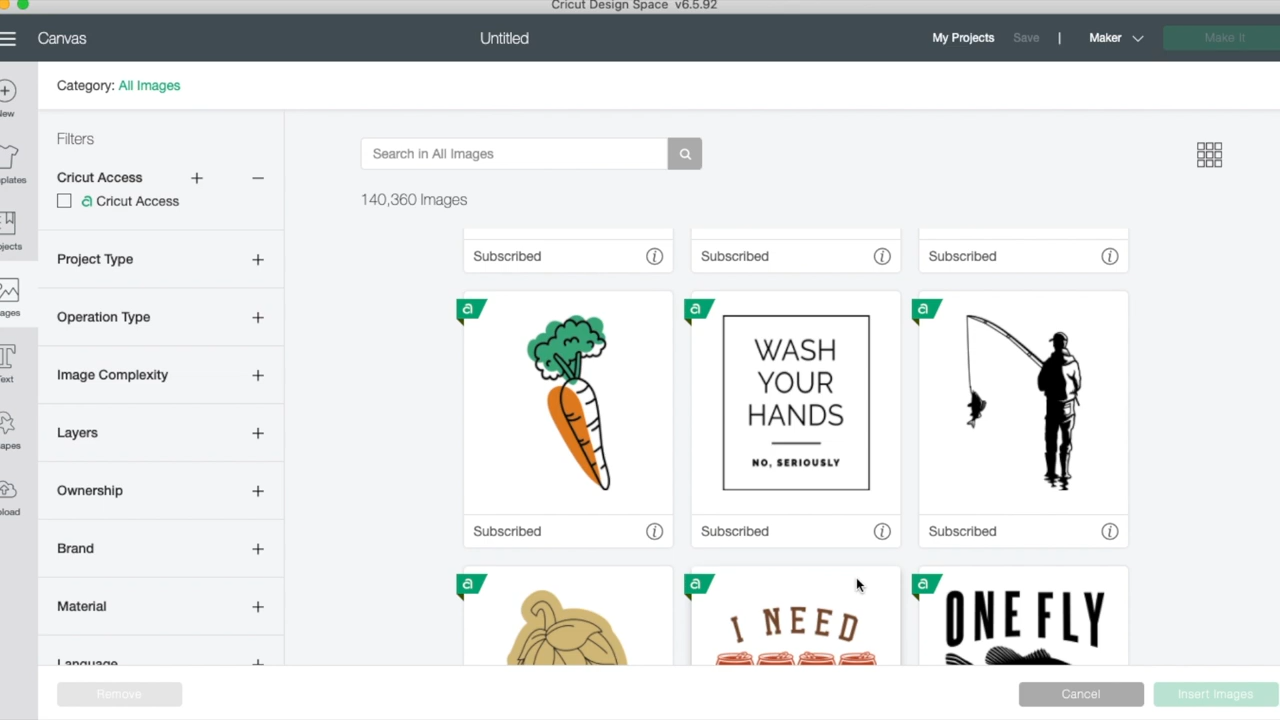 Cricut Design Space v6.5.92
Canvas
Untitled
My Projects Save | Maker
Make It
Category: All Images
New
plates
jects
ages
Text
apes
load
Filters
Cricut Access
a Cricut Access
Project Type
Operation Type
Image Complexity
Layers
Ownership
Brand
Material
Language
Search in All Images
140,360 Images
Subscribed
Subscribed
Subscribed
a
a
a
WASH
YOUR
HANDS
NO, SERIOUSLY
Subscribed
Subscribed
Subscribed
a
a
a
I NEED
ONE FLY
Remove
Cancel
Insert Images